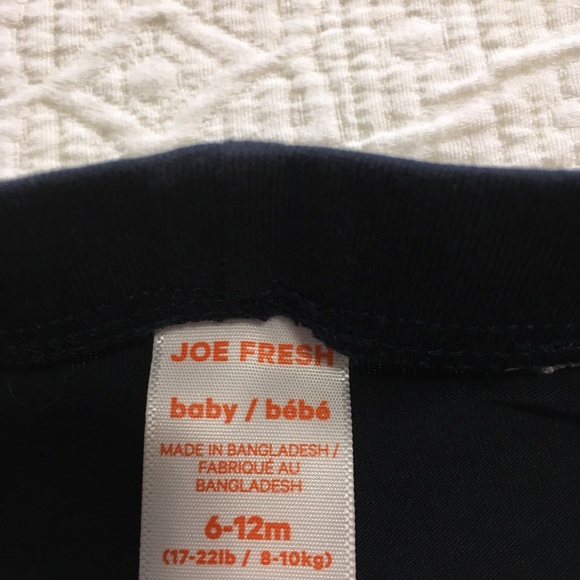 JOE FRESH
baby / bébé
MADE IN BANGLADESH /
FABRIQUÉ AU
BANGLADESH
6-12m
(17-22lb / 8-10kg)